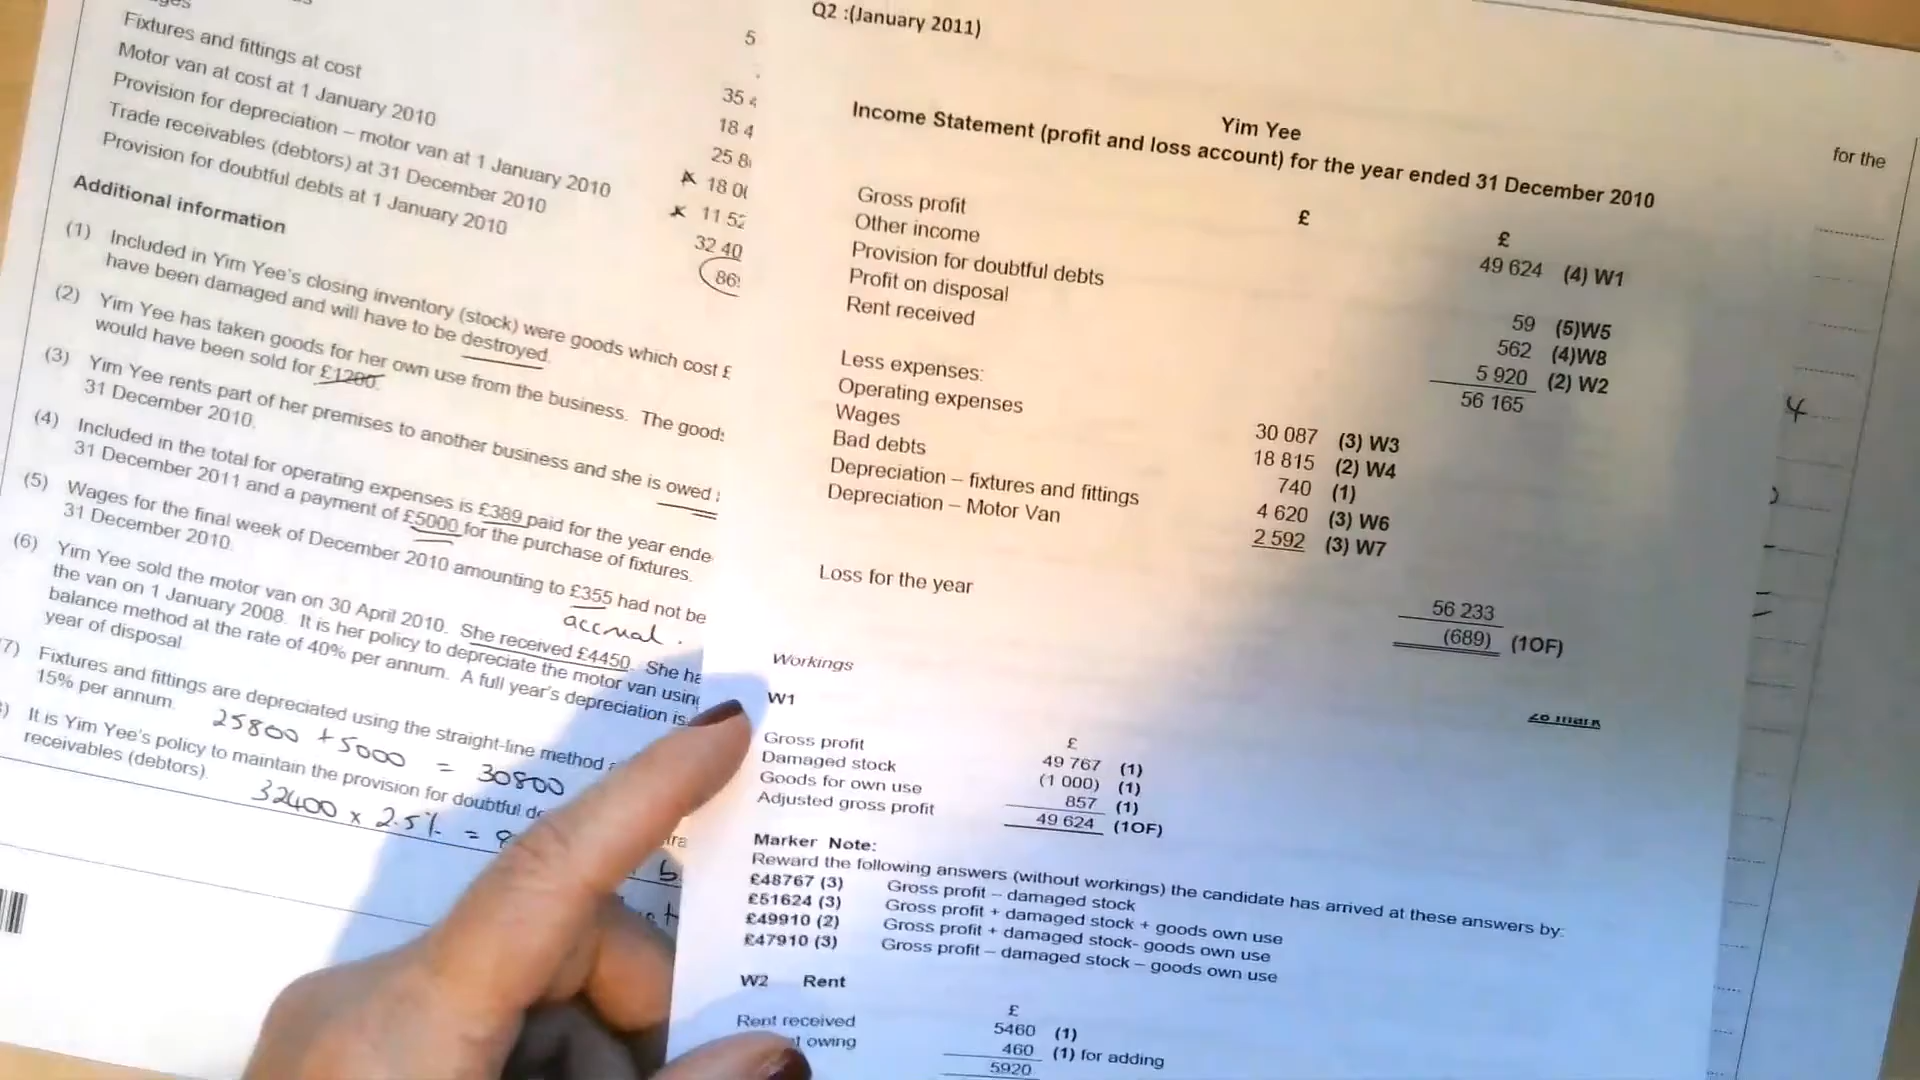 Fixtures and fittings at cost
Motor van at cost at 1 January 2010
Provision for depreciation – motor van at 1 January 2010
Trade receivables (debtors) at 31 December 2010
Provision for doubtful debts at 1 January 2010
5
35 4
18 4
25 8
18 0
11 52
32 40
86
Additional information
(1) Included in Yim Yee's closing inventory (stock) were goods which cost £
have been damaged and will have to be destroyed.
(2) Yim Yee has taken goods for her own use from the business. The goods
would have been sold for £1200.
(3) Yim Yee rents part of her premises to another business and she is owed
31 December 2010.
(4) Included in the total for operating expenses is £389 paid for the year ende
31 December 2011 and a payment of £5000 for the purchase of fixtures.
(5) Wages for the final week of December 2010 amounting to £355 had not be
31 December 2010.
accrual.
(6) Yim Yee sold the motor van on 30 April 2010. She received £4450. She ha
the van on 1 January 2008. It is her policy to depreciate the motor van using
balance method at the rate of 40% per annum. A full year's depreciation is
year of disposal.
7) Fixtures and fittings are depreciated using the straight-line method
15% per annum.
25800 + 5000 = 30800
) It is Yim Yee's policy to maintain the provision for doubtful de
receivables (debtors).
32400 x 2.5% =
Q2 :(January 2011)
Yim Yee
Income Statement (profit and loss account) for the year ended 31 December 2010
£
£
Gross profit 49 624 (4) W1
Other income
Provision for doubtful debts 59 (5)W5
Profit on disposal 562 (4)W8
Rent received 5 920 (2) W2
56 165
Less expenses:
Operating expenses 30 087 (3) W3
Wages 18 815 (2) W4
Bad debts 740 (1)
Depreciation – fixtures and fittings 4 620 (3) W6
Depreciation – Motor Van 2 592 (3) W7
56 233
Loss for the year (689) (1OF)
Workings
W1
£
Gross profit 49 767 (1)
Damaged stock (1 000) (1)
Goods for own use 857 (1)
Adjusted gross profit 49 624 (1OF)
Marker Note:
Reward the following answers (without workings) the candidate has arrived at these answers by:
£48767 (3) Gross profit – damaged stock
£51624 (3) Gross profit + damaged stock + goods own use
£49910 (2) Gross profit + damaged stock- goods own use
£47910 (3) Gross profit – damaged stock – goods own use
W2 Rent
£
Rent received 5460 (1)
owing 460 (1) for adding
5920
for the
4